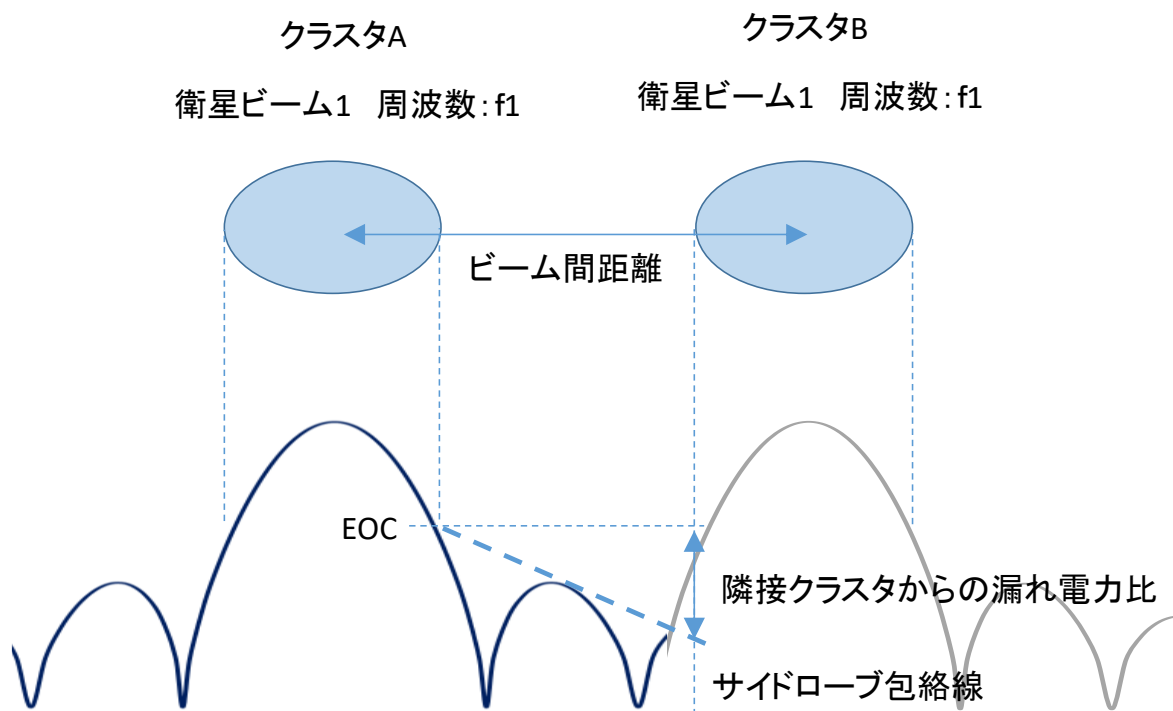 クラスタA
衛星ビーム1 周波数:f1
クラスタB
衛星ビーム1 周波数:f1
ビーム間距離
EOC
隣接クラスタからの漏れ電力比
サイドローブ包絡線